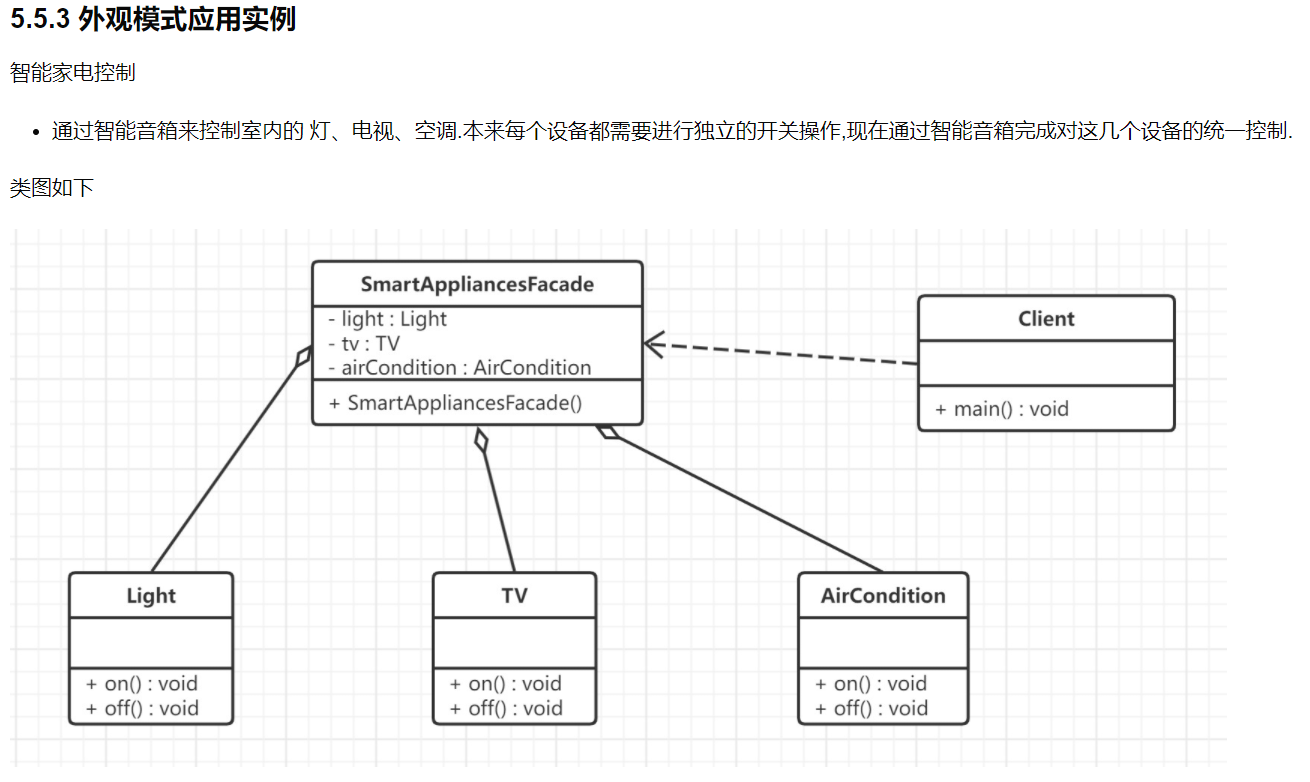 5.5.3 外观模式应用实例
智能家电控制
• 通过智能音箱来控制室内的 灯、电视、空调.本来每个设备都需要进行独立的开关操作,现在通过智能音箱完成对这几个设备的统一控制.
类图如下
SmartAppliancesFacade
- light : Light
- tv : TV
- airCondition : AirCondition
+ SmartAppliancesFacade()
Client
+ main() : void
Light
+ on() : void
+ off() : void
TV
+ on() : void
+ off() : void
AirCondition
+ on() : void
+ off() : void